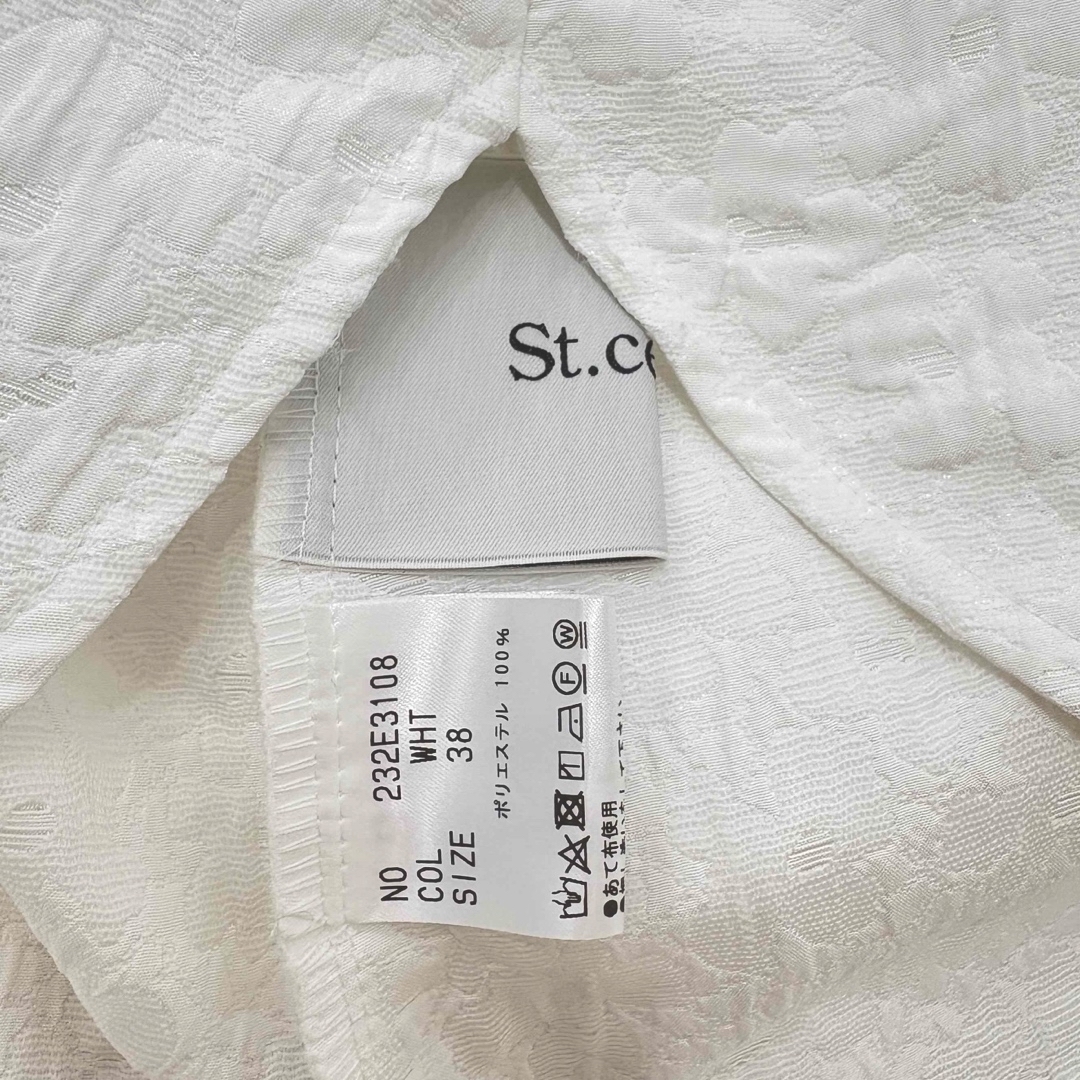 St.ce
NO 232E3108
COL WHT
SIZE 38
ポリエステル 100%
F W
●あて布使用